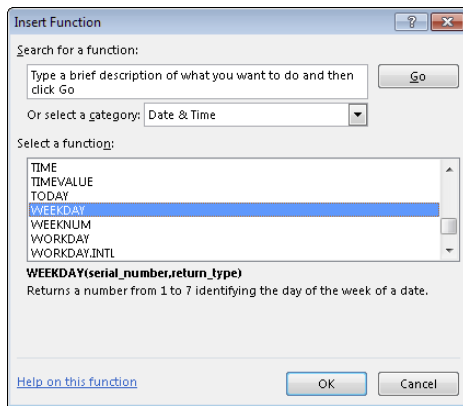 Insert Function
?
Search for a function:
Type a brief description of what you want to do and then
click Go
Go
Or select a category: Date & Time
Select a function:
TIME
TIMEVALUE
TODAY
WEEKDAY
WEEKNUM
WORKDAY
WORKDAY.INTL
WEEKDAY(serial_number,return_type)
Returns a number from 1 to 7 identifying the day of the week of a date.
Help on this function
OK
Cancel